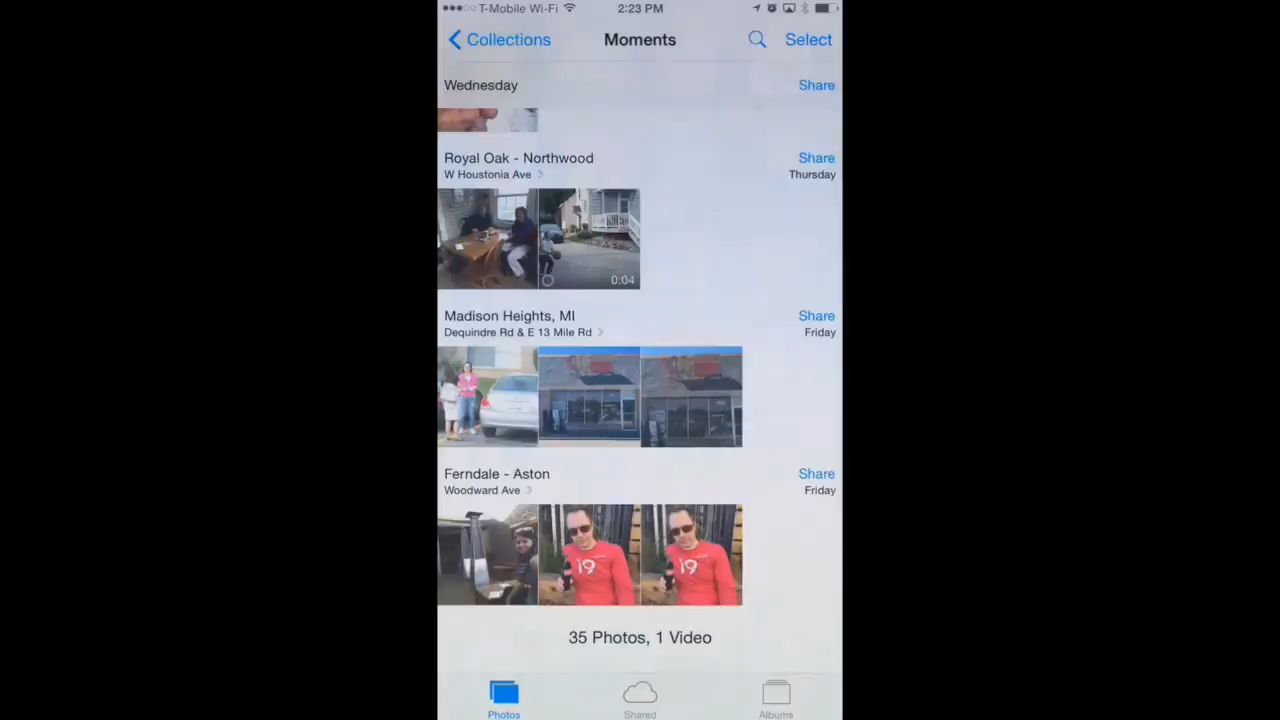 T-Mobile Wi-Fi 2:23 PM
Collections Moments Select
Wednesday Share
Royal Oak - Northwood Share
W Houstonia Ave Thursday
0:04
Madison Heights, MI Share
Dequindre Rd & E 13 Mile Rd Friday
Ferndale - Aston Share
Woodward Ave Friday
19 19
35 Photos, 1 Video
Photos Shared Albums